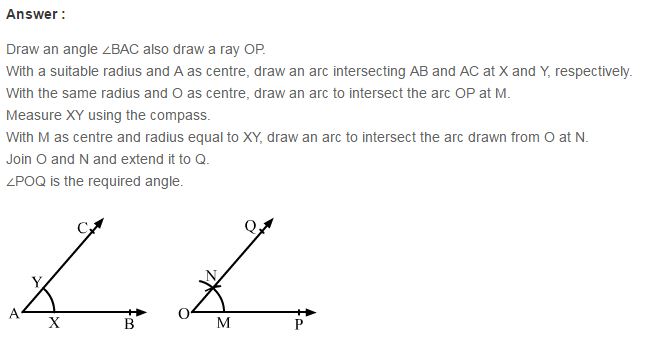 Answer :
Draw an angle ∠BAC also draw a ray OP.
With a suitable radius and A as centre, draw an arc intersecting AB and AC at X and Y, respectively.
With the same radius and O as centre, draw an arc to intersect the arc OP at M.
Measure XY using the compass.
With M as centre and radius equal to XY, draw an arc to intersect the arc drawn from O at N.
Join O and N and extend it to Q.
∠POQ is the required angle.
C
Y
A
X
B
Q
N
O
M
P